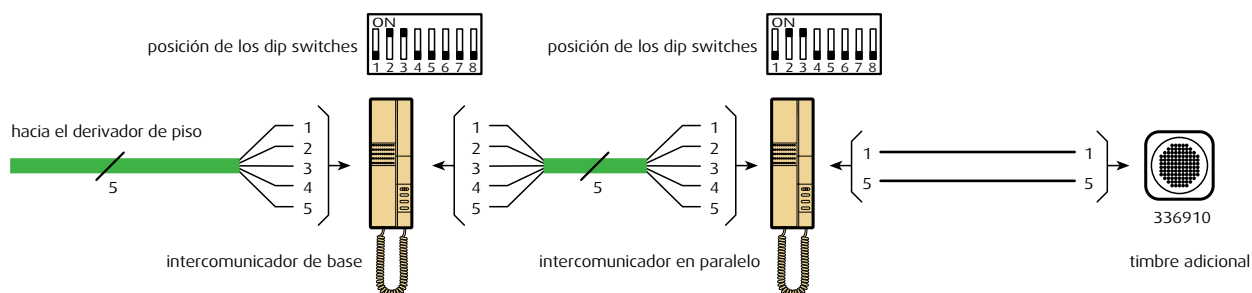 ON
1 2 3 4 5 6 7 8
posición de los dip switches
ON
1 2 3 4 5 6 7 8
posición de los dip switches
hacia el derivador de piso
5
1
2
3
4
5
1
2
3
4
5
5
1
2
3
4
5
1
5
1
5
336910
intercomunicador de base
intercomunicador en paralelo
timbre adicional